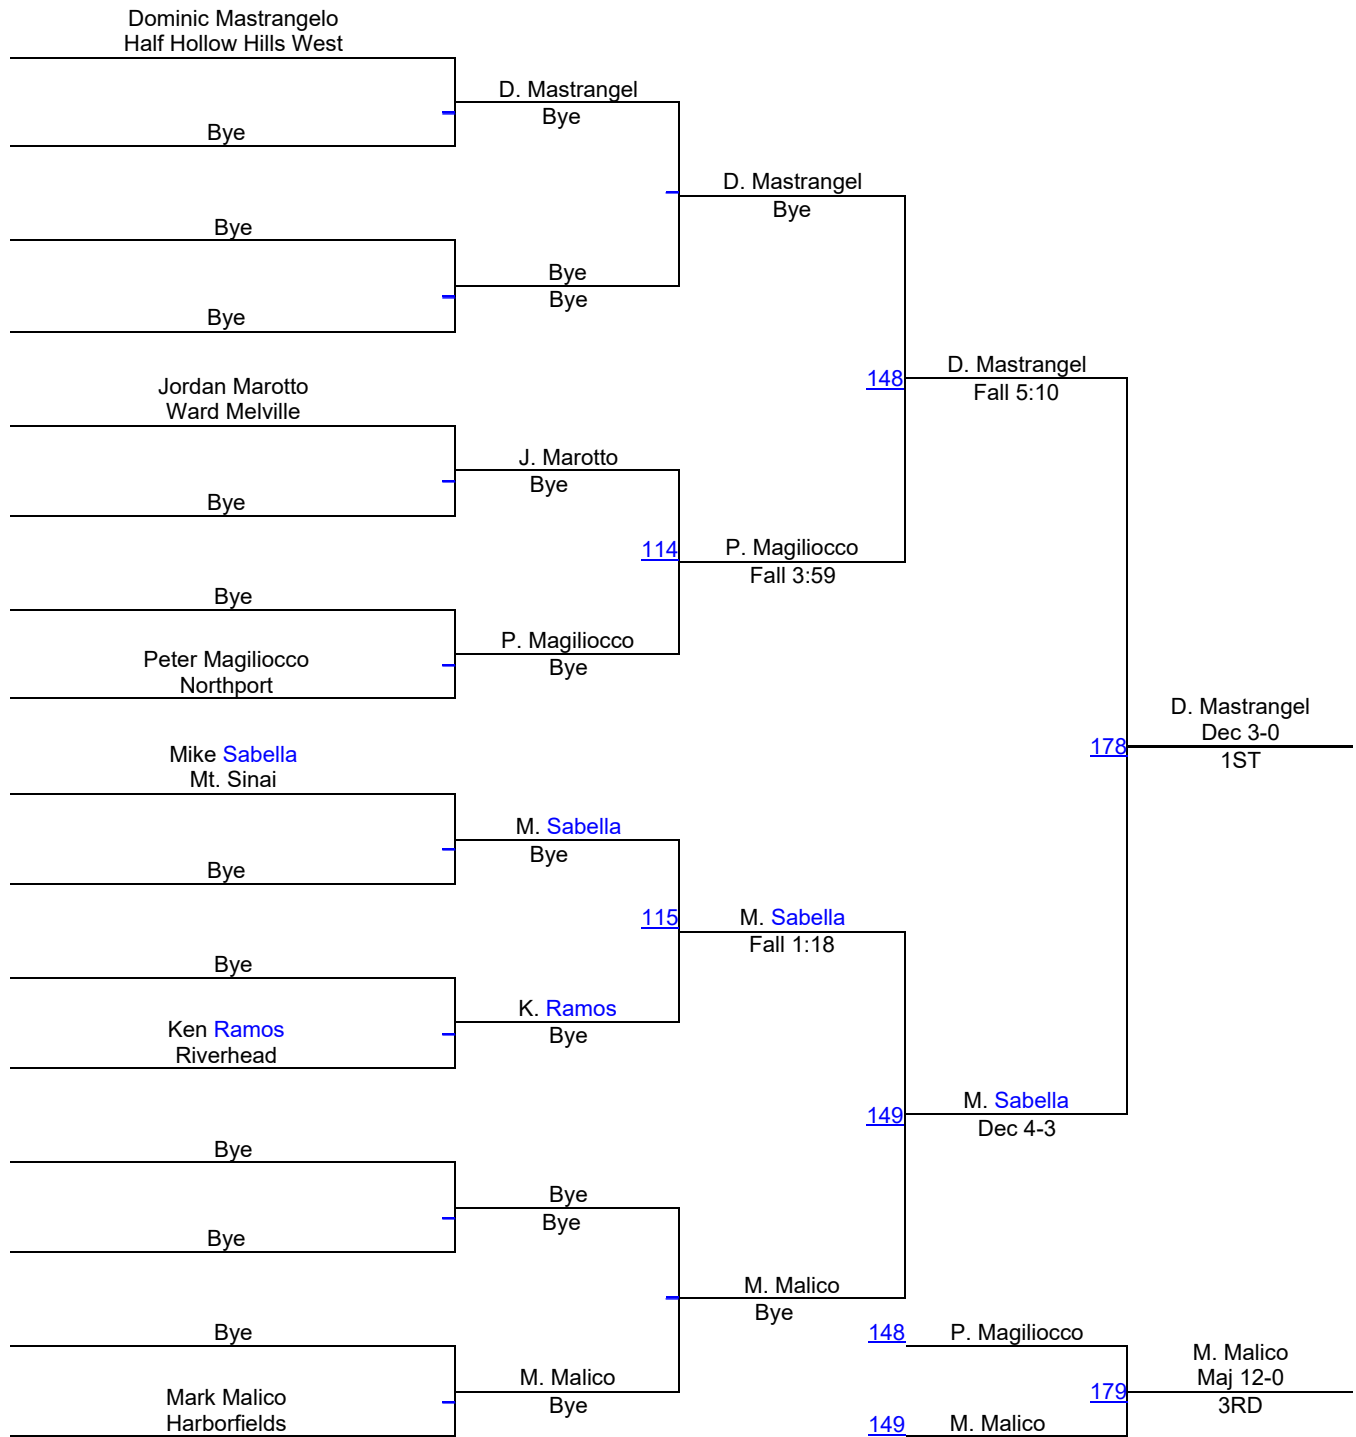 Dominic Mastrangelo
Half Hollow Hills West
D. Mastrangel
Bye
Bye
D. Mastrangel
Bye
Bye
Bye
Bye
Bye
D. Mastrangel
148
Fall 5:10
Jordan Marotto
Ward Melville
J. Marotto
Bye
Bye
114
P. Magiliocco
Fall 3:59
Bye
P. Magiliocco
Bye
Peter Magiliocco
Northport
D. Mastrangel
178
Dec 3-0
1ST
Mike Sabella
Mt. Sinai
M. Sabella
Bye
Bye
115
M. Sabella
Fall 1:18
Bye
K. Ramos
Bye
Ken Ramos
Riverhead
M. Sabella
149
Dec 4-3
Bye
Bye
Bye
Bye
M. Malico
Bye
Bye
148 P. Magiliocco
M. Malico
Bye
Mark Malico
Harborfields
M. Malico
179
Maj 12-0
3RD
149 M. Malico